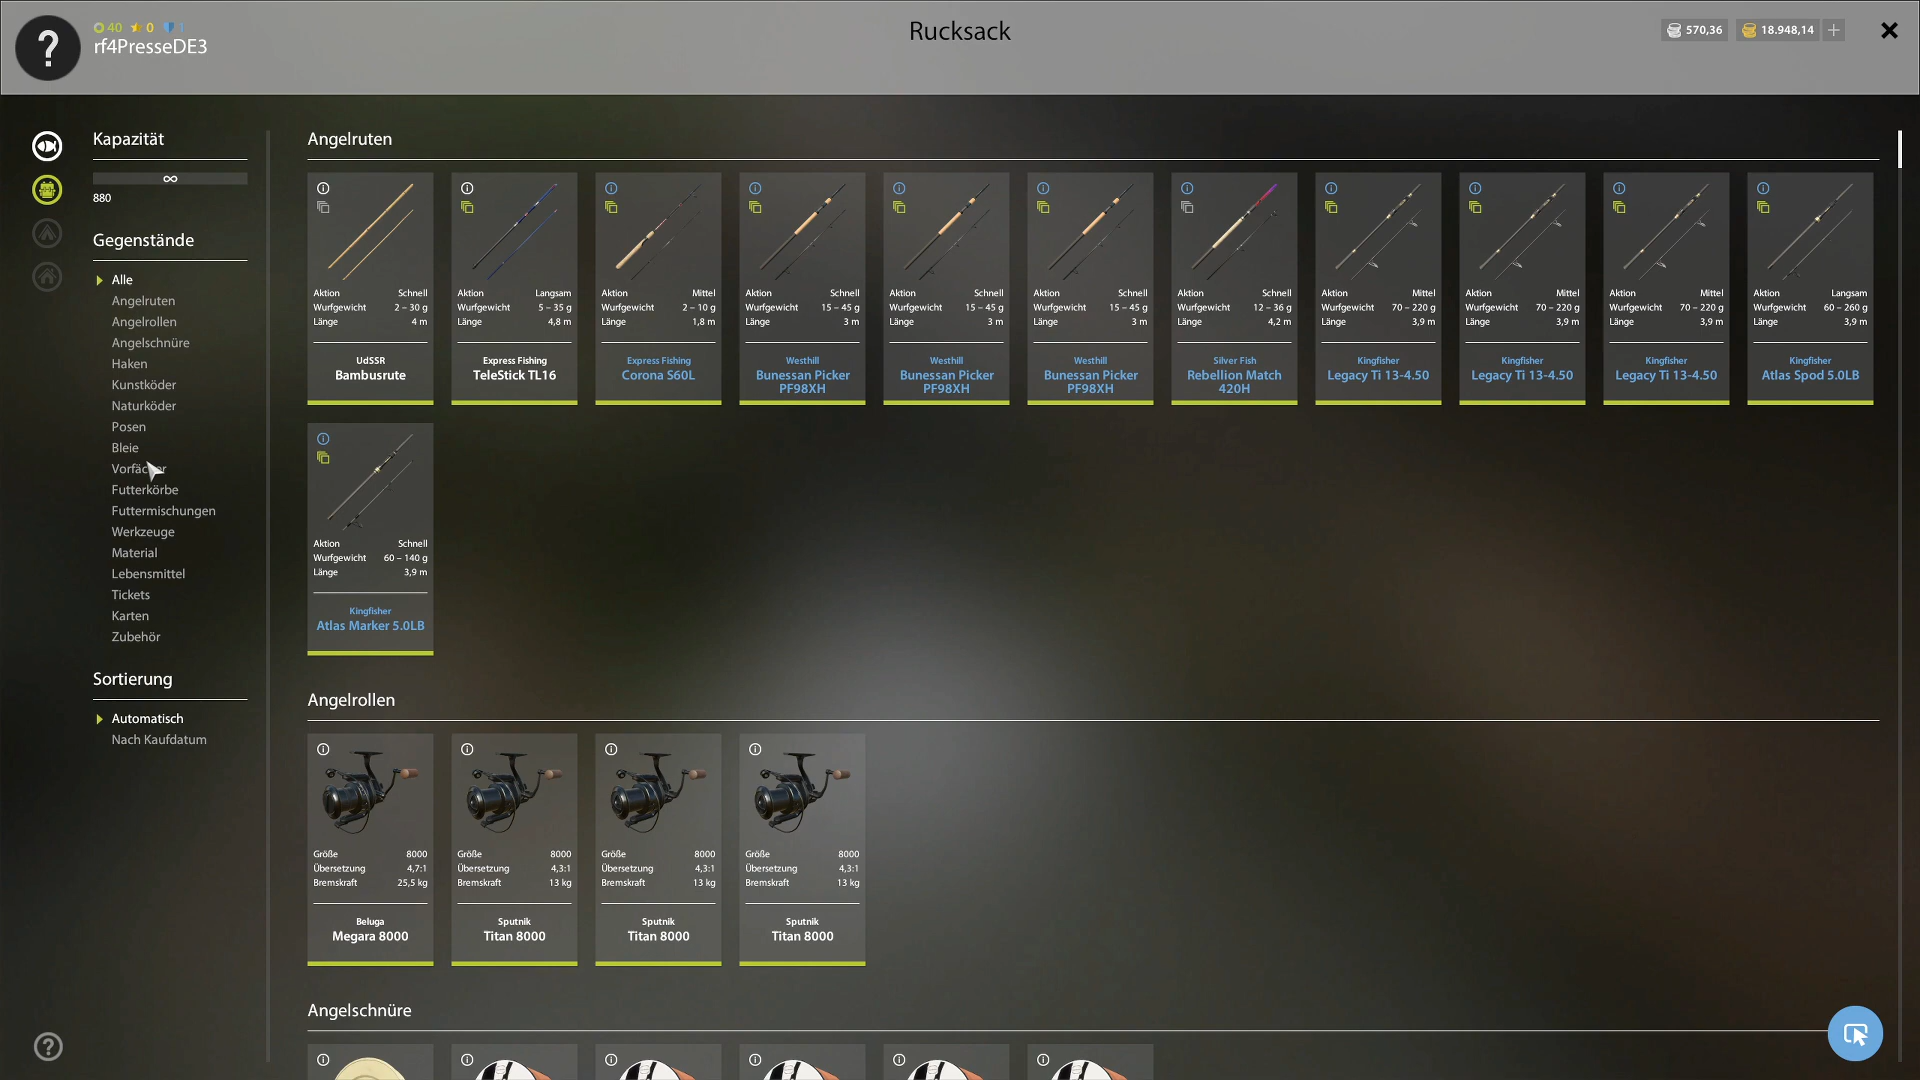 40 0 1
rf4PresseDE3
Rucksack
570,36
18.948,14
Kapazität
∞
880
Gegenstände
Alle
Angelruten
Angelrollen
Angelschnüre
Haken
Kunstköder
Naturköder
Posen
Bleie
Vorfächer
Futterkörbe
Futtermischungen
Werkzeuge
Material
Lebensmittel
Tickets
Karten
Zubehör
Sortierung
Automatisch
Nach Kaufdatum
Angelruten
Aktion Schnell
Wurfgewicht 2 – 30 g
Länge 4 m
UdSSR
Bambusrute
Aktion Langsam
Wurfgewicht 5 – 35 g
Länge 4,8 m
Express Fishing
TeleStick TL16
Aktion Mittel
Wurfgewicht 2 – 10 g
Länge 1,8 m
Express Fishing
Corona S60L
Aktion Schnell
Wurfgewicht 15 – 45 g
Länge 3 m
Westhill
Bunessan Picker
PF98XH
Aktion Schnell
Wurfgewicht 15 – 45 g
Länge 3 m
Westhill
Bunessan Picker
PF98XH
Aktion Schnell
Wurfgewicht 15 – 45 g
Länge 3 m
Westhill
Bunessan Picker
PF98XH
Aktion Schnell
Wurfgewicht 12 – 36 g
Länge 4,2 m
Silver Fish
Rebellion Match
420H
Aktion Mittel
Wurfgewicht 70 – 220 g
Länge 3,9 m
Kingfisher
Legacy Ti 13-4.50
Aktion Mittel
Wurfgewicht 70 – 220 g
Länge 3,9 m
Kingfisher
Legacy Ti 13-4.50
Aktion Mittel
Wurfgewicht 70 – 220 g
Länge 3,9 m
Kingfisher
Legacy Ti 13-4.50
Aktion Langsam
Wurfgewicht 60 – 260 g
Länge 3,9 m
Kingfisher
Atlas Spod 5.0LB
Aktion Schnell
Wurfgewicht 60 – 140 g
Länge 3,9 m
Kingfisher
Atlas Marker 5.0LB
Angelrollen
Größe 8000
Übersetzung 4,7:1
Bremskraft 25,5 kg
Beluga
Megara 8000
Größe 8000
Übersetzung 4,3:1
Bremskraft 13 kg
Sputnik
Titan 8000
Größe 8000
Übersetzung 4,3:1
Bremskraft 13 kg
Sputnik
Titan 8000
Größe 8000
Übersetzung 4,3:1
Bremskraft 13 kg
Sputnik
Titan 8000
Angelschnüre